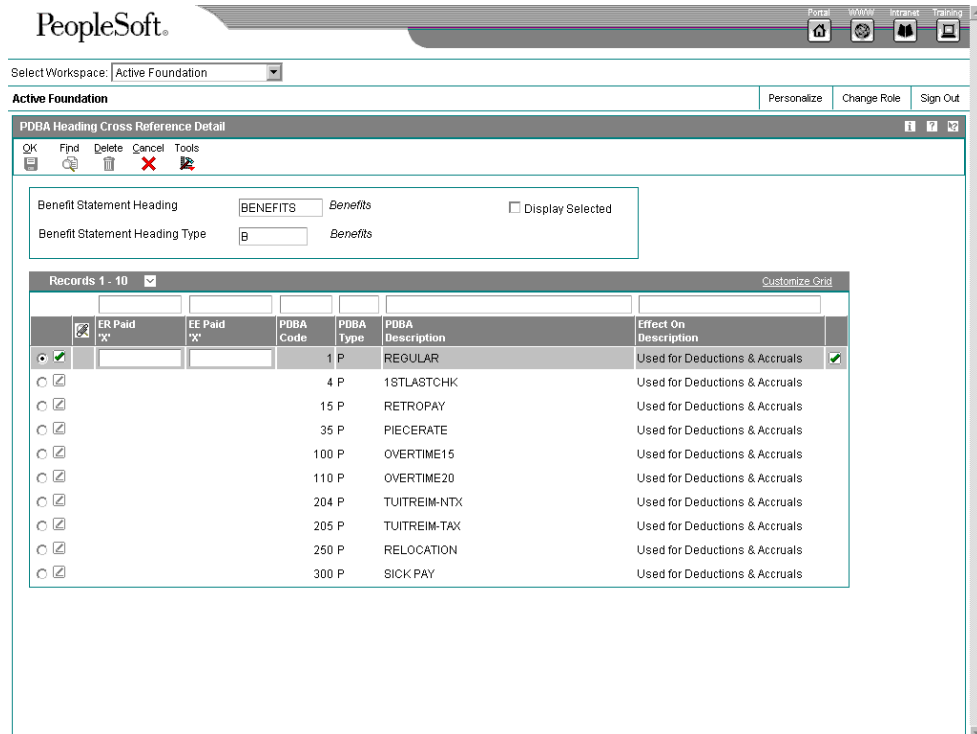 Portal WWW Intranet Training
PeopleSoft®
Select Workspace: Active Foundation
Active Foundation Personalize Change Role Sign Out
PDBA Heading Cross Reference Detail i ? ?
OK Find Delete Cancel Tools
Benefit Statement Heading BENEFITS Benefits Display Selected
Benefit Statement Heading Type B Benefits
Records 1 - 10 Customize Grid
ER Paid EE Paid PDBA PDBA PDBA Effect On
'X' 'X' Code Type Description Description
1 P REGULAR Used for Deductions & Accruals
4 P 1STLASTCHK Used for Deductions & Accruals
15 P RETROPAY Used for Deductions & Accruals
35 P PIECERATE Used for Deductions & Accruals
100 P OVERTIME15 Used for Deductions & Accruals
110 P OVERTIME20 Used for Deductions & Accruals
204 P TUITREIM-NTX Used for Deductions & Accruals
205 P TUITREIM-TAX Used for Deductions & Accruals
250 P RELOCATION Used for Deductions & Accruals
300 P SICK PAY Used for Deductions & Accruals